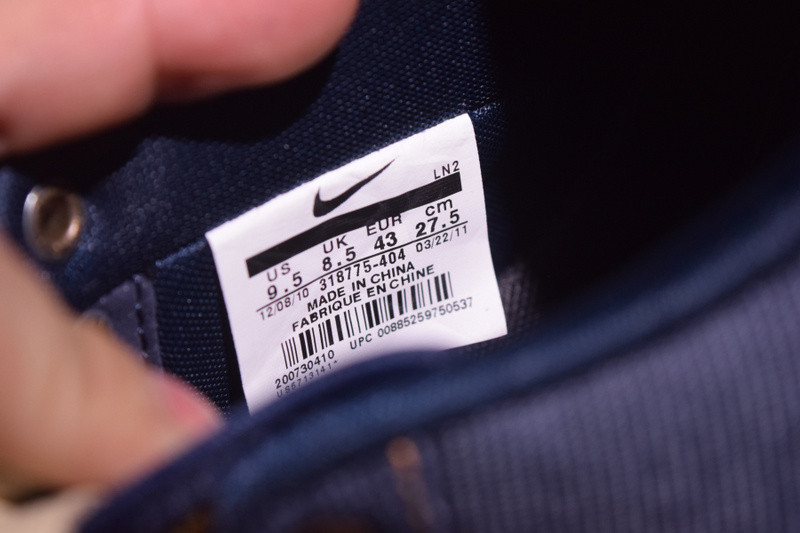 LN2
US UK EUR cm
9.5 8.5 43 27.5
12/08/10 318775-404 03/22/11
MADE IN CHINA
FABRIQUE EN CHINE
200730410 UPC 00885259750537